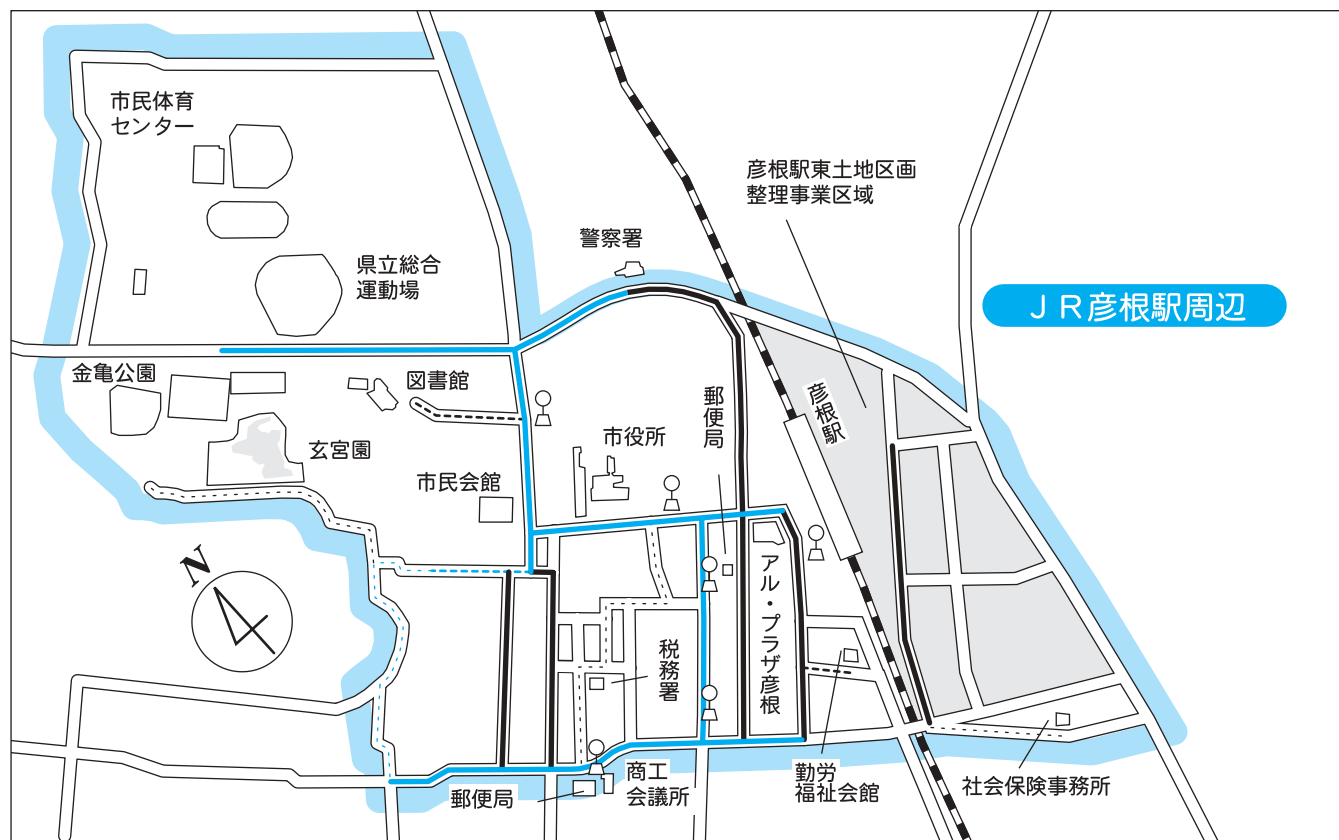 市民体育
センター
彦根駅東土地区画
整理事業区域
警察署
県立総合
運動場
JR彦根駅周辺
金亀公園
図書館
郵便局
彦根駅
玄宮園
市役所
市民会館
N
アル・プラザ彦根
税務署
商工
会議所
郵便局
勤労
福祉会館
社会保険事務所